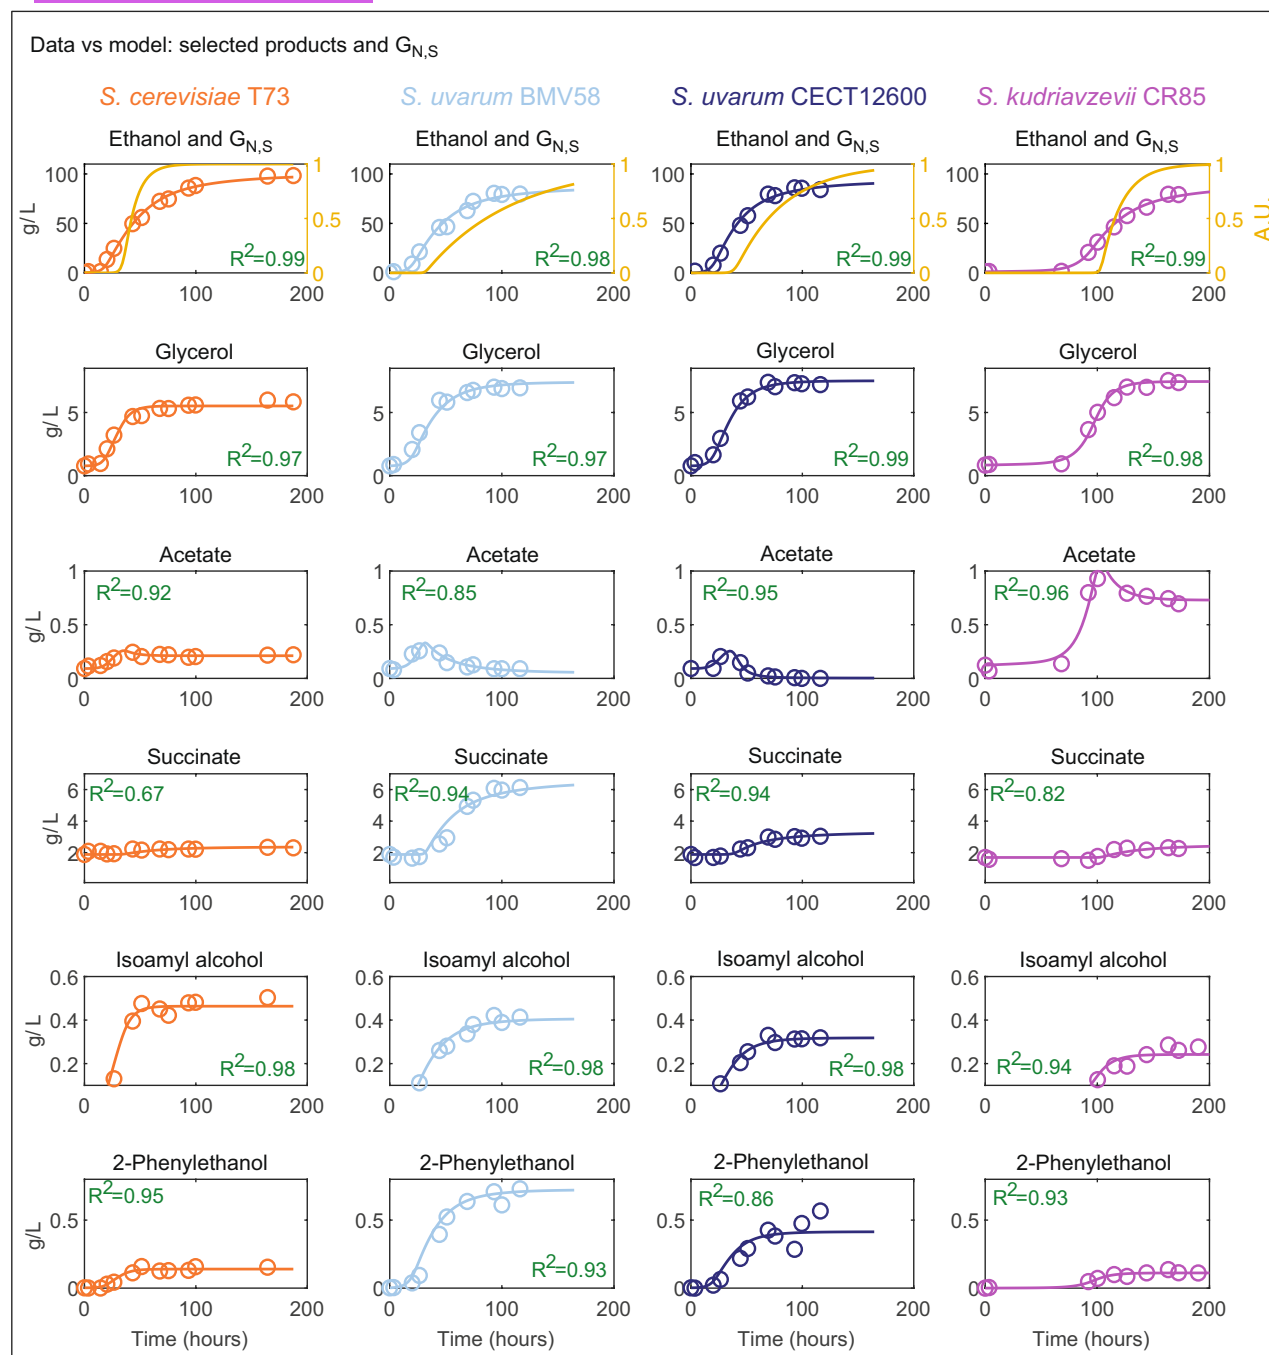 Data vs model: selected products and G_N,S
S. cerevisiae T73 S. uvarum BMV58 S. uvarum CECT12600 S. kudriavzevii CR85
Ethanol and G_N,S Ethanol and G_N,S Ethanol and G_N,S Ethanol and G_N,S
100 1 100 1 100 1 100 1
g/L 50 0.5 50 0.5 50 0.5 50 0.5 A.U.
R²=0.99 R²=0.98 R²=0.99 R²=0.99
0 0 0 0 0 0 0 0
0 100 200 0 100 200 0 100 200 0 100 200
Glycerol Glycerol Glycerol Glycerol
g/L 5 5 5 5
R²=0.97 R²=0.97 R²=0.99 R²=0.98
0 0 0 0
0 100 200 0 100 200 0 100 200 0 100 200
Acetate Acetate Acetate Acetate
1 1 1 1
R²=0.92 R²=0.85 R²=0.95 R²=0.96
g/L 0.5 0.5 0.5 0.5
0 0 0 0
0 100 200 0 100 200 0 100 200 0 100 200
Succinate Succinate Succinate Succinate
6 R²=0.67 6 R²=0.94 6 R²=0.94 6 R²=0.82
g/L 4 4 4 4
2 2 2 2
0 100 200 0 100 200 0 100 200 0 100 200
Isoamyl alcohol Isoamyl alcohol Isoamyl alcohol Isoamyl alcohol
0.6 0.6 0.6 0.6
g/L 0.4 0.4 0.4 0.4
0.2 R²=0.98 0.2 R²=0.98 0.2 R²=0.98 0.2 R²=0.94
0 100 200 0 100 200 0 100 200 0 100 200
2-Phenylethanol 2-Phenylethanol 2-Phenylethanol 2-Phenylethanol
R²=0.95 R²=0.86 R²=0.93
g/L 0.5 0.5 0.5 0.5
R²=0.93
0 0 0 0
0 100 200 0 100 200 0 100 200 0 100 200
Time (hours) Time (hours) Time (hours) Time (hours)